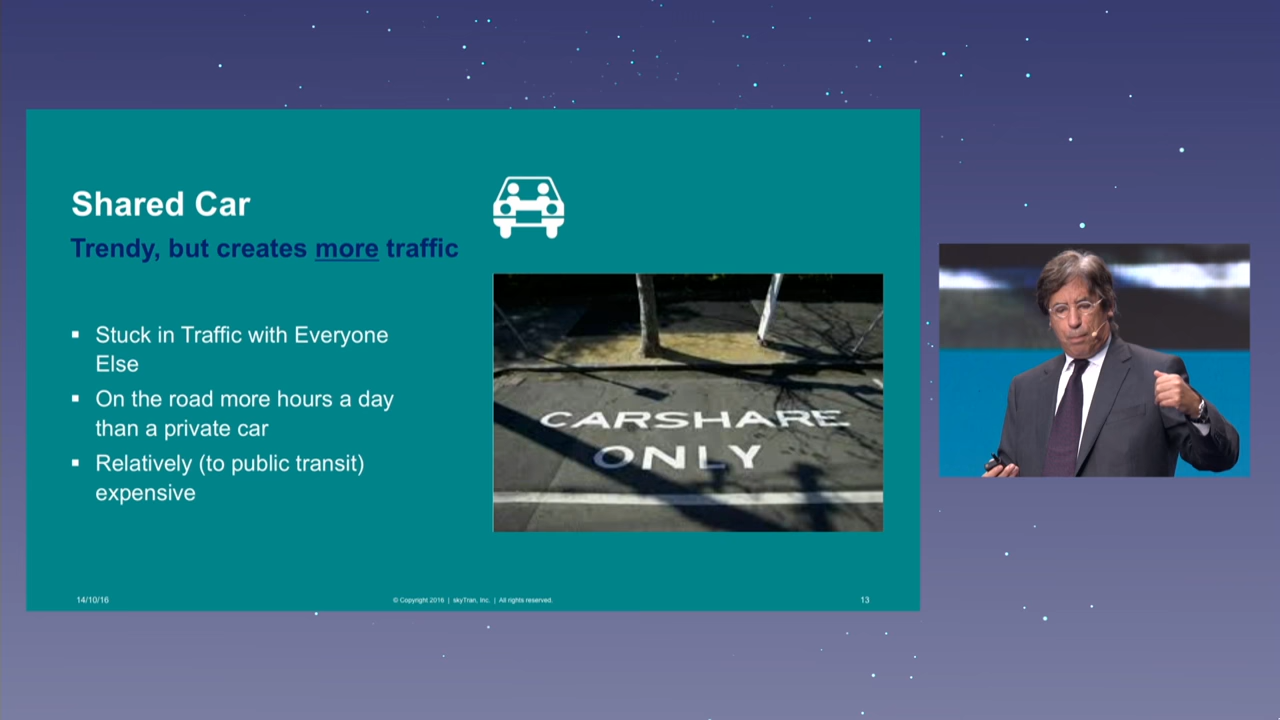 Shared Car
Trendy, but creates more traffic
▪ Stuck in Traffic with Everyone
Else
▪ On the road more hours a day
than a private car
▪ Relatively (to public transit)
expensive
CARSHARE
ONLY
14/10/16
© Copyright 2016 | skyTran, Inc. | All rights reserved.
13